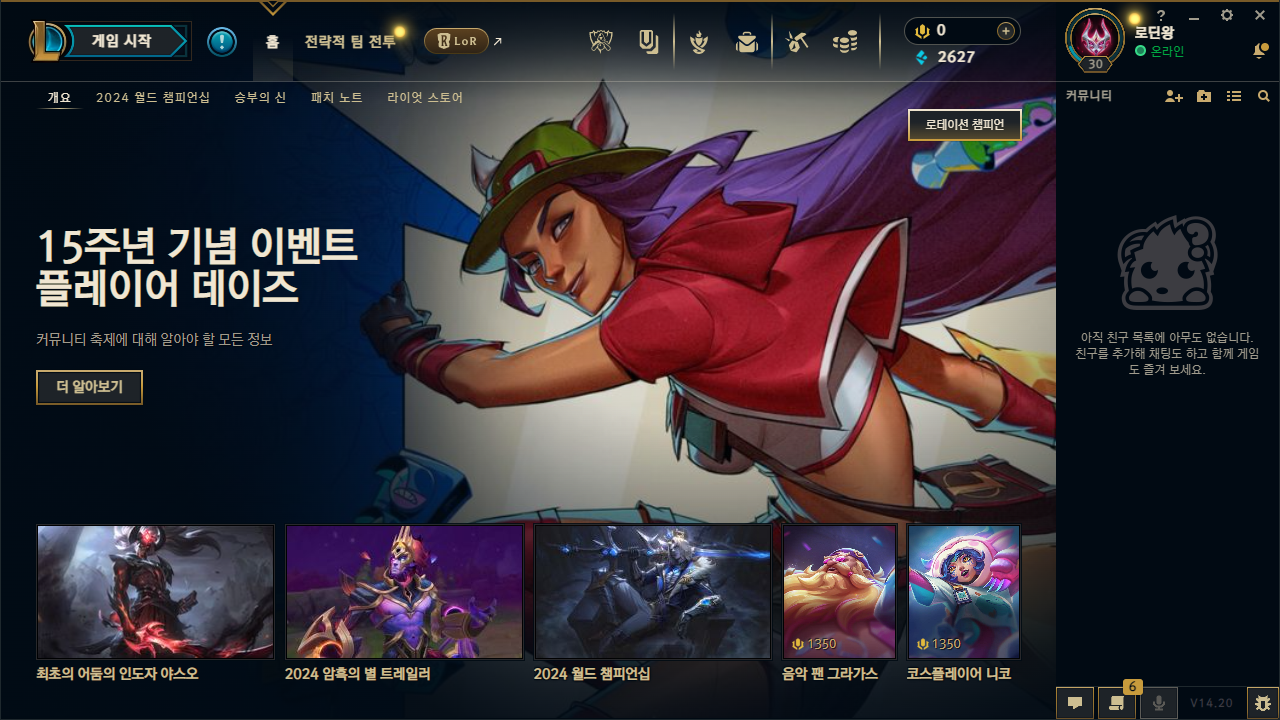 게임 시작
홈
전략적 팀 전투
LoR
0
2627
30
로딘왕
온라인
개요
2024 월드 챔피언십
승부의 신
패치 노트
라이엇 스토어
커뮤니티
로테이션 챔피언
15주년 기념 이벤트
플레이어 데이즈
커뮤니티 축제에 대해 알아야 할 모든 정보
더 알아보기
아직 친구 목록에 아무도 없습니다.
친구를 추가해 채팅도 하고 함께 게임
도 즐겨 보세요.
1350
1350
최초의 어둠의 인도자 야스오
2024 암흑의 별 트레일러
2024 월드 챔피언십
음악 팬 그라가스
코스플레이어 니코
6
V14.20